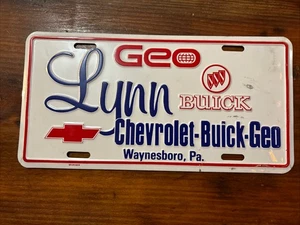 Geo
Lynn
BUICK
Chevrolet-Buick-Geo
Waynesboro, Pa.